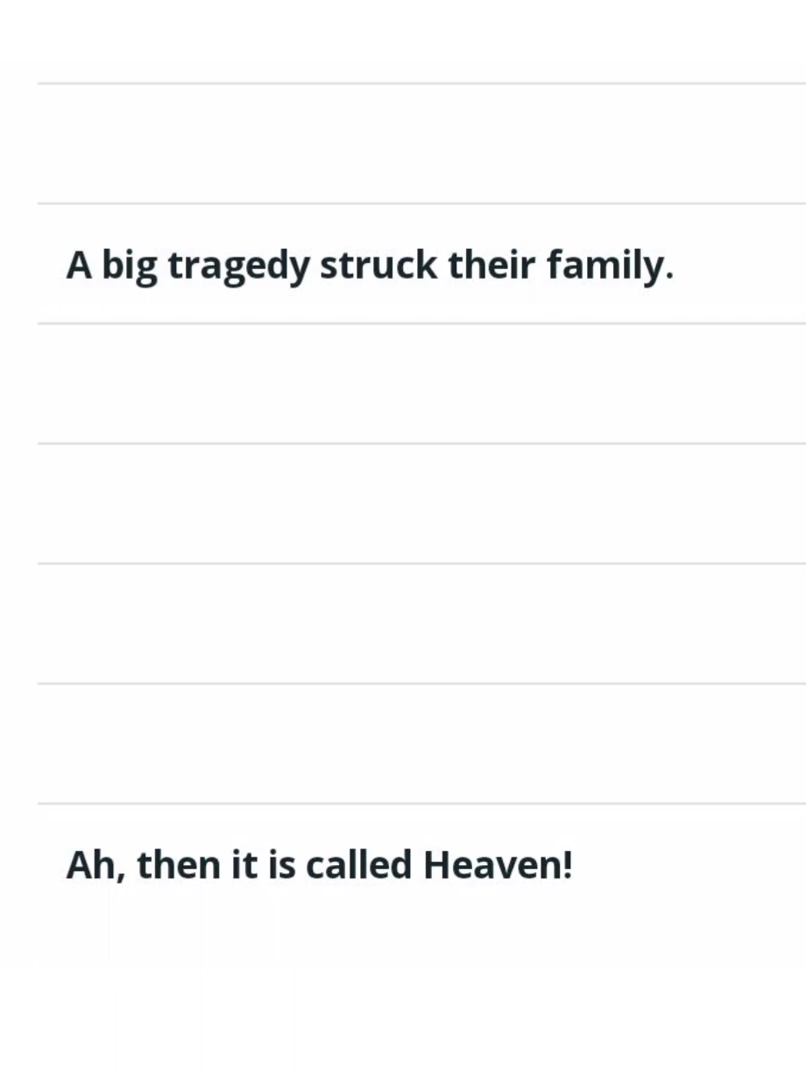 A big tragedy struck their family.
Ah, then it is called Heaven!